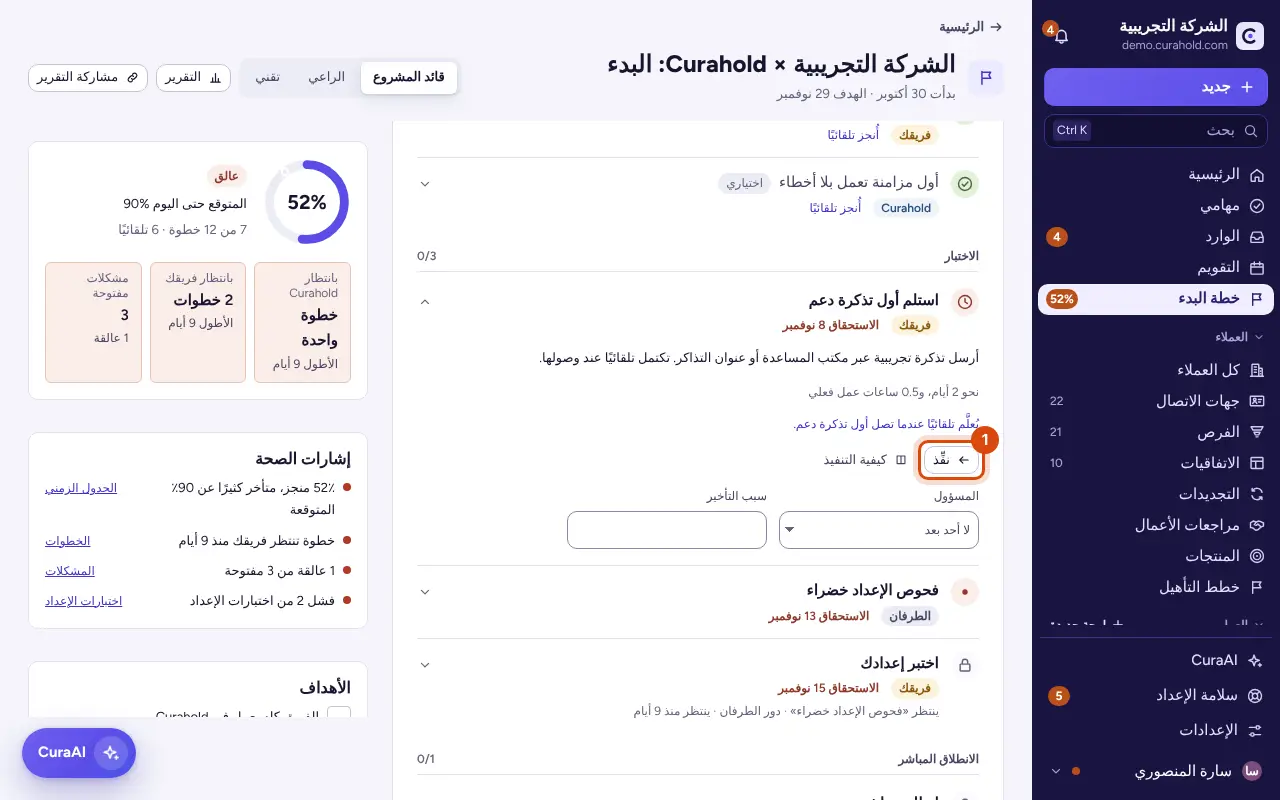 الشركة التجريبية
demo.curahold.com
4
جديد
بحث
Ctrl K
الرئيسية
مهامي
الوارد
4
التقويم
خطة البدء
52%
العملاء
كل العملاء
جهات الاتصال
22
الفرص
21
الاتفاقيات
10
التجديدات
مراجعات الأعمال
المنتجات
خطط التأهيل
CuraAI
سلامة الإعداد
5
الإعدادات
سا
سارة المنصوري
الرئيسية
الشركة التجريبية × Curahold: البدء
بدأت 30 أكتوبر · الهدف 29 نوفمبر
قائد المشروع
الراعي
تقني
التقرير
مشاركة التقرير
فريقك
أُنجز تلقائيًا
أول مزامنة تعمل بلا أخطاء
اختياري
Curahold
أُنجز تلقائيًا
الاختبار
0/3
استلم أول تذكرة دعم
فريقك
الاستحقاق 8 نوفمبر
أرسل تذكرة تجريبية عبر مكتب المساعدة أو عنوان التذاكر. تكتمل تلقائيًا عند وصولها.
نحو 2 أيام، و0.5 ساعات عمل فعلي
يُعلَّم تلقائيًا عندما تصل أول تذكرة دعم.
1
نفِّذ
كيفية التنفيذ
المسؤول
سبب التأخير
لا أحد بعد
فحوص الإعداد خضراء
الطرفان
الاستحقاق 13 نوفمبر
اختبر إعدادك
فريقك
الاستحقاق 15 نوفمبر
ينتظر «فحوص الإعداد خضراء» · دور الطرفان · ينتظر منذ 9 أيام
الانطلاق المباشر
0/1
52%
عالق
المتوقع حتى اليوم 90%
7 من 12 خطوة · 6 تلقائيًا
بانتظار Curahold
خطوة واحدة
الأطول 9 أيام
بانتظار فريقك
2 خطوات
الأطول 9 أيام
مشكلات مفتوحة
3
1 عالقة
إشارات الصحة
52٪ منجز، متأخر كثيرًا عن 90٪ المتوقعة
الجدول الزمني
خطوة تنتظر فريقك منذ 9 أيام
الخطوات
1 عالقة من 3 مفتوحة
المشكلات
فشل 2 من اختبارات الإعداد
اختبارات الإعداد
الأهداف
CuraAI